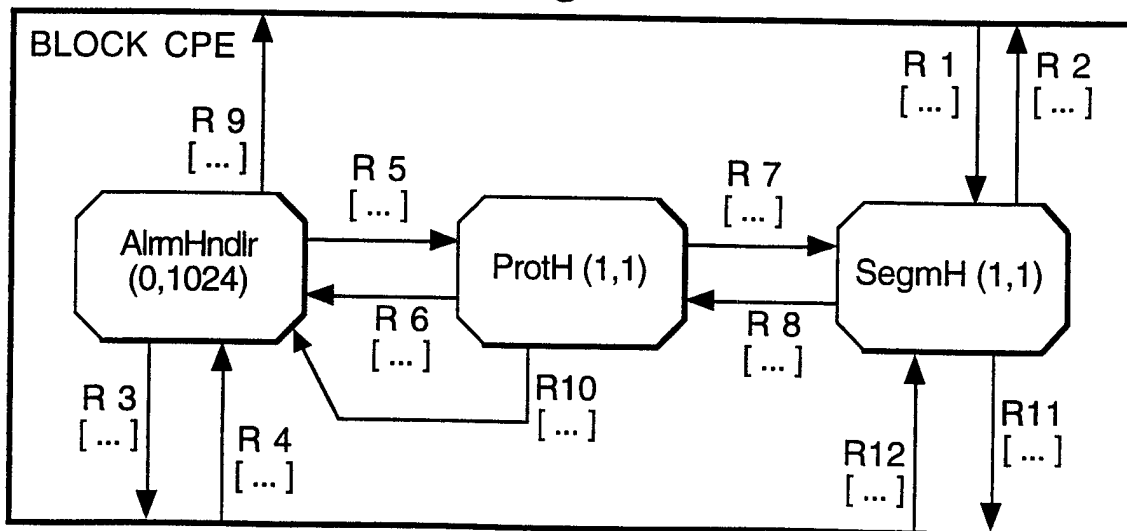 BLOCK CPE
R 1
[ ... ]
R 2
[ ... ]
R 9
[ ... ]
R 5
[ ... ]
R 7
[ ... ]
AlrmHndlr
(0,1024)
ProtH (1,1)
SegmH (1,1)
R 6
[ ... ]
R 8
[ ... ]
R 3
[ ... ]
R 4
[ ... ]
R10
[ ... ]
R12
[ ... ]
R11
[ ... ]